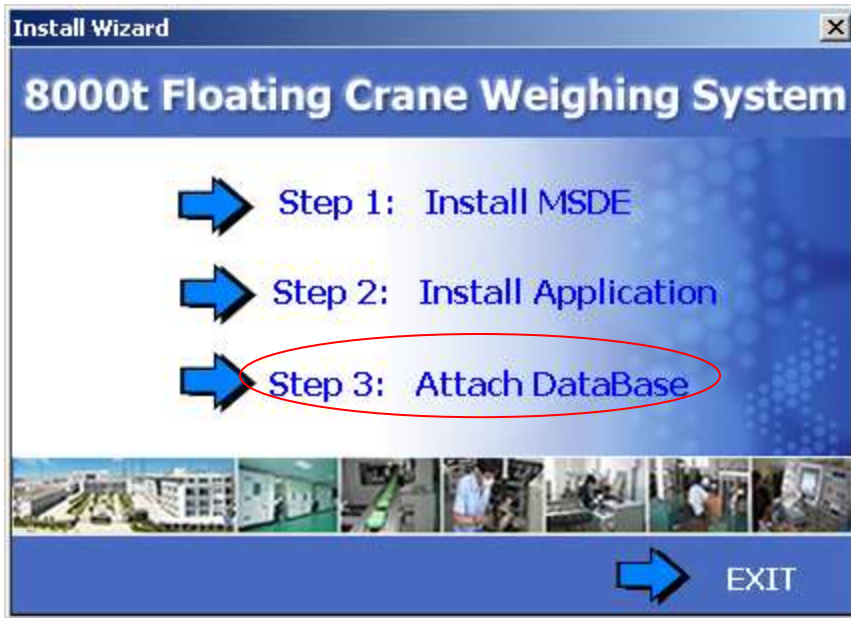 Install Wizard
8000t Floating Crane Weighing System
Step 1: Install MSDE
Step 2: Install Application
Step 3: Attach DataBase
EXIT